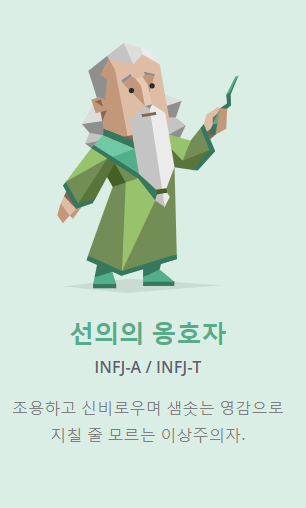 선의의 옹호자
INFJ-A / INFJ-T
조용하고 신비로우며 샘솟는 영감으로
지칠 줄 모르는 이상주의자.